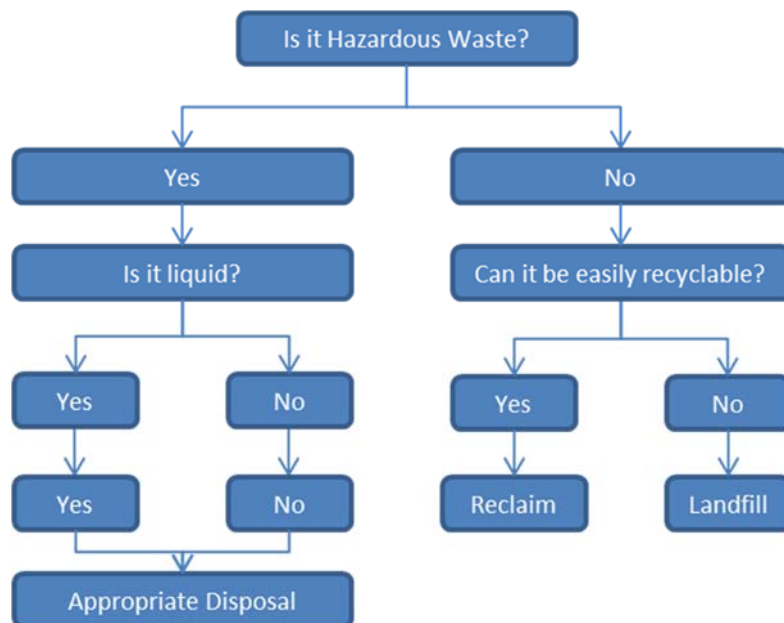 Is it Hazardous Waste?
Yes
No
Is it liquid?
Can it be easily recyclable?
Yes
No
Yes
No
Yes
No
Reclaim
Landfill
Appropriate Disposal